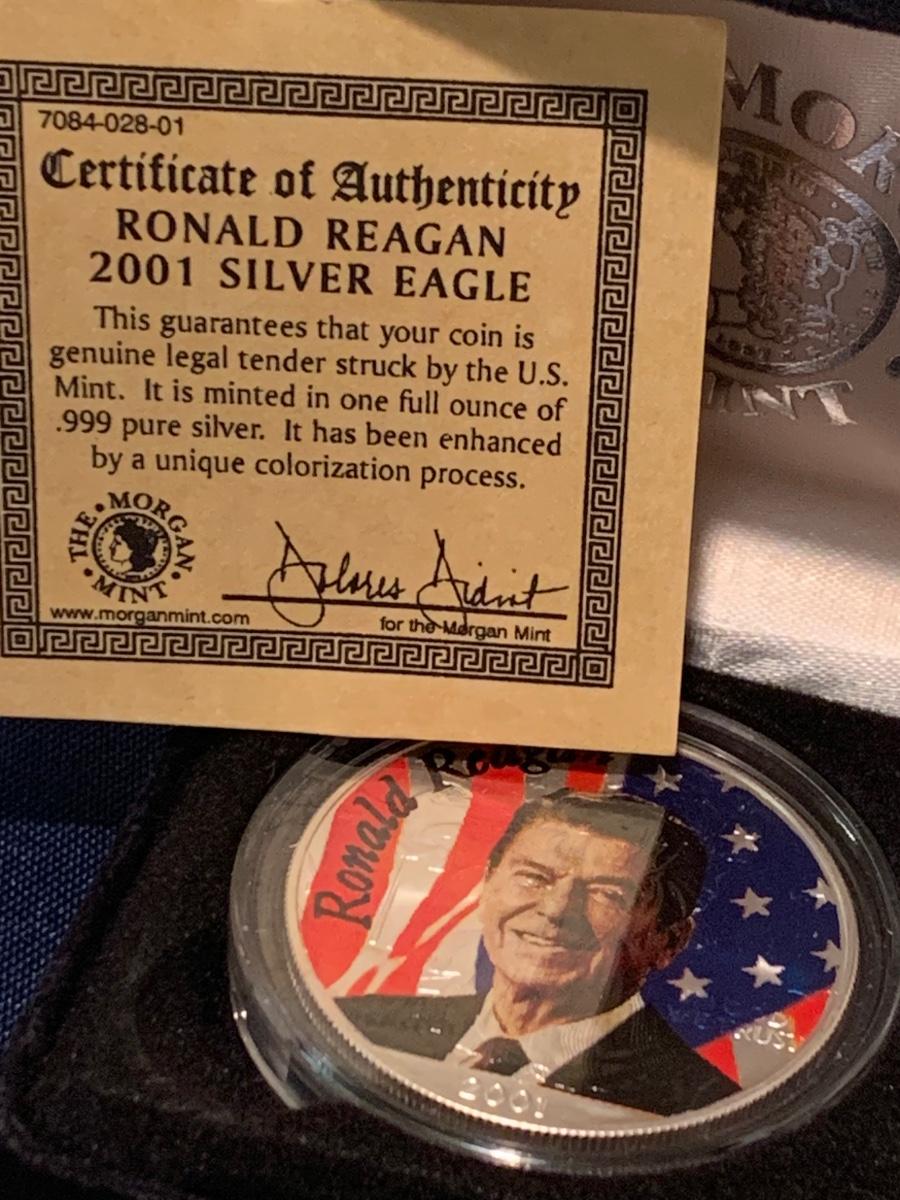 7084-028-01
Certificate of Authenticity
RONALD REAGAN
2001 SILVER EAGLE
This guarantees that your coin is
genuine legal tender struck by the U.S.
Mint. It is minted in one full ounce of
.999 pure silver. It has been enhanced
by a unique colorization process.
THE • MORGAN • MINT •
www.morganmint.com
for the Morgan Mint
Ronald Reagan
2001